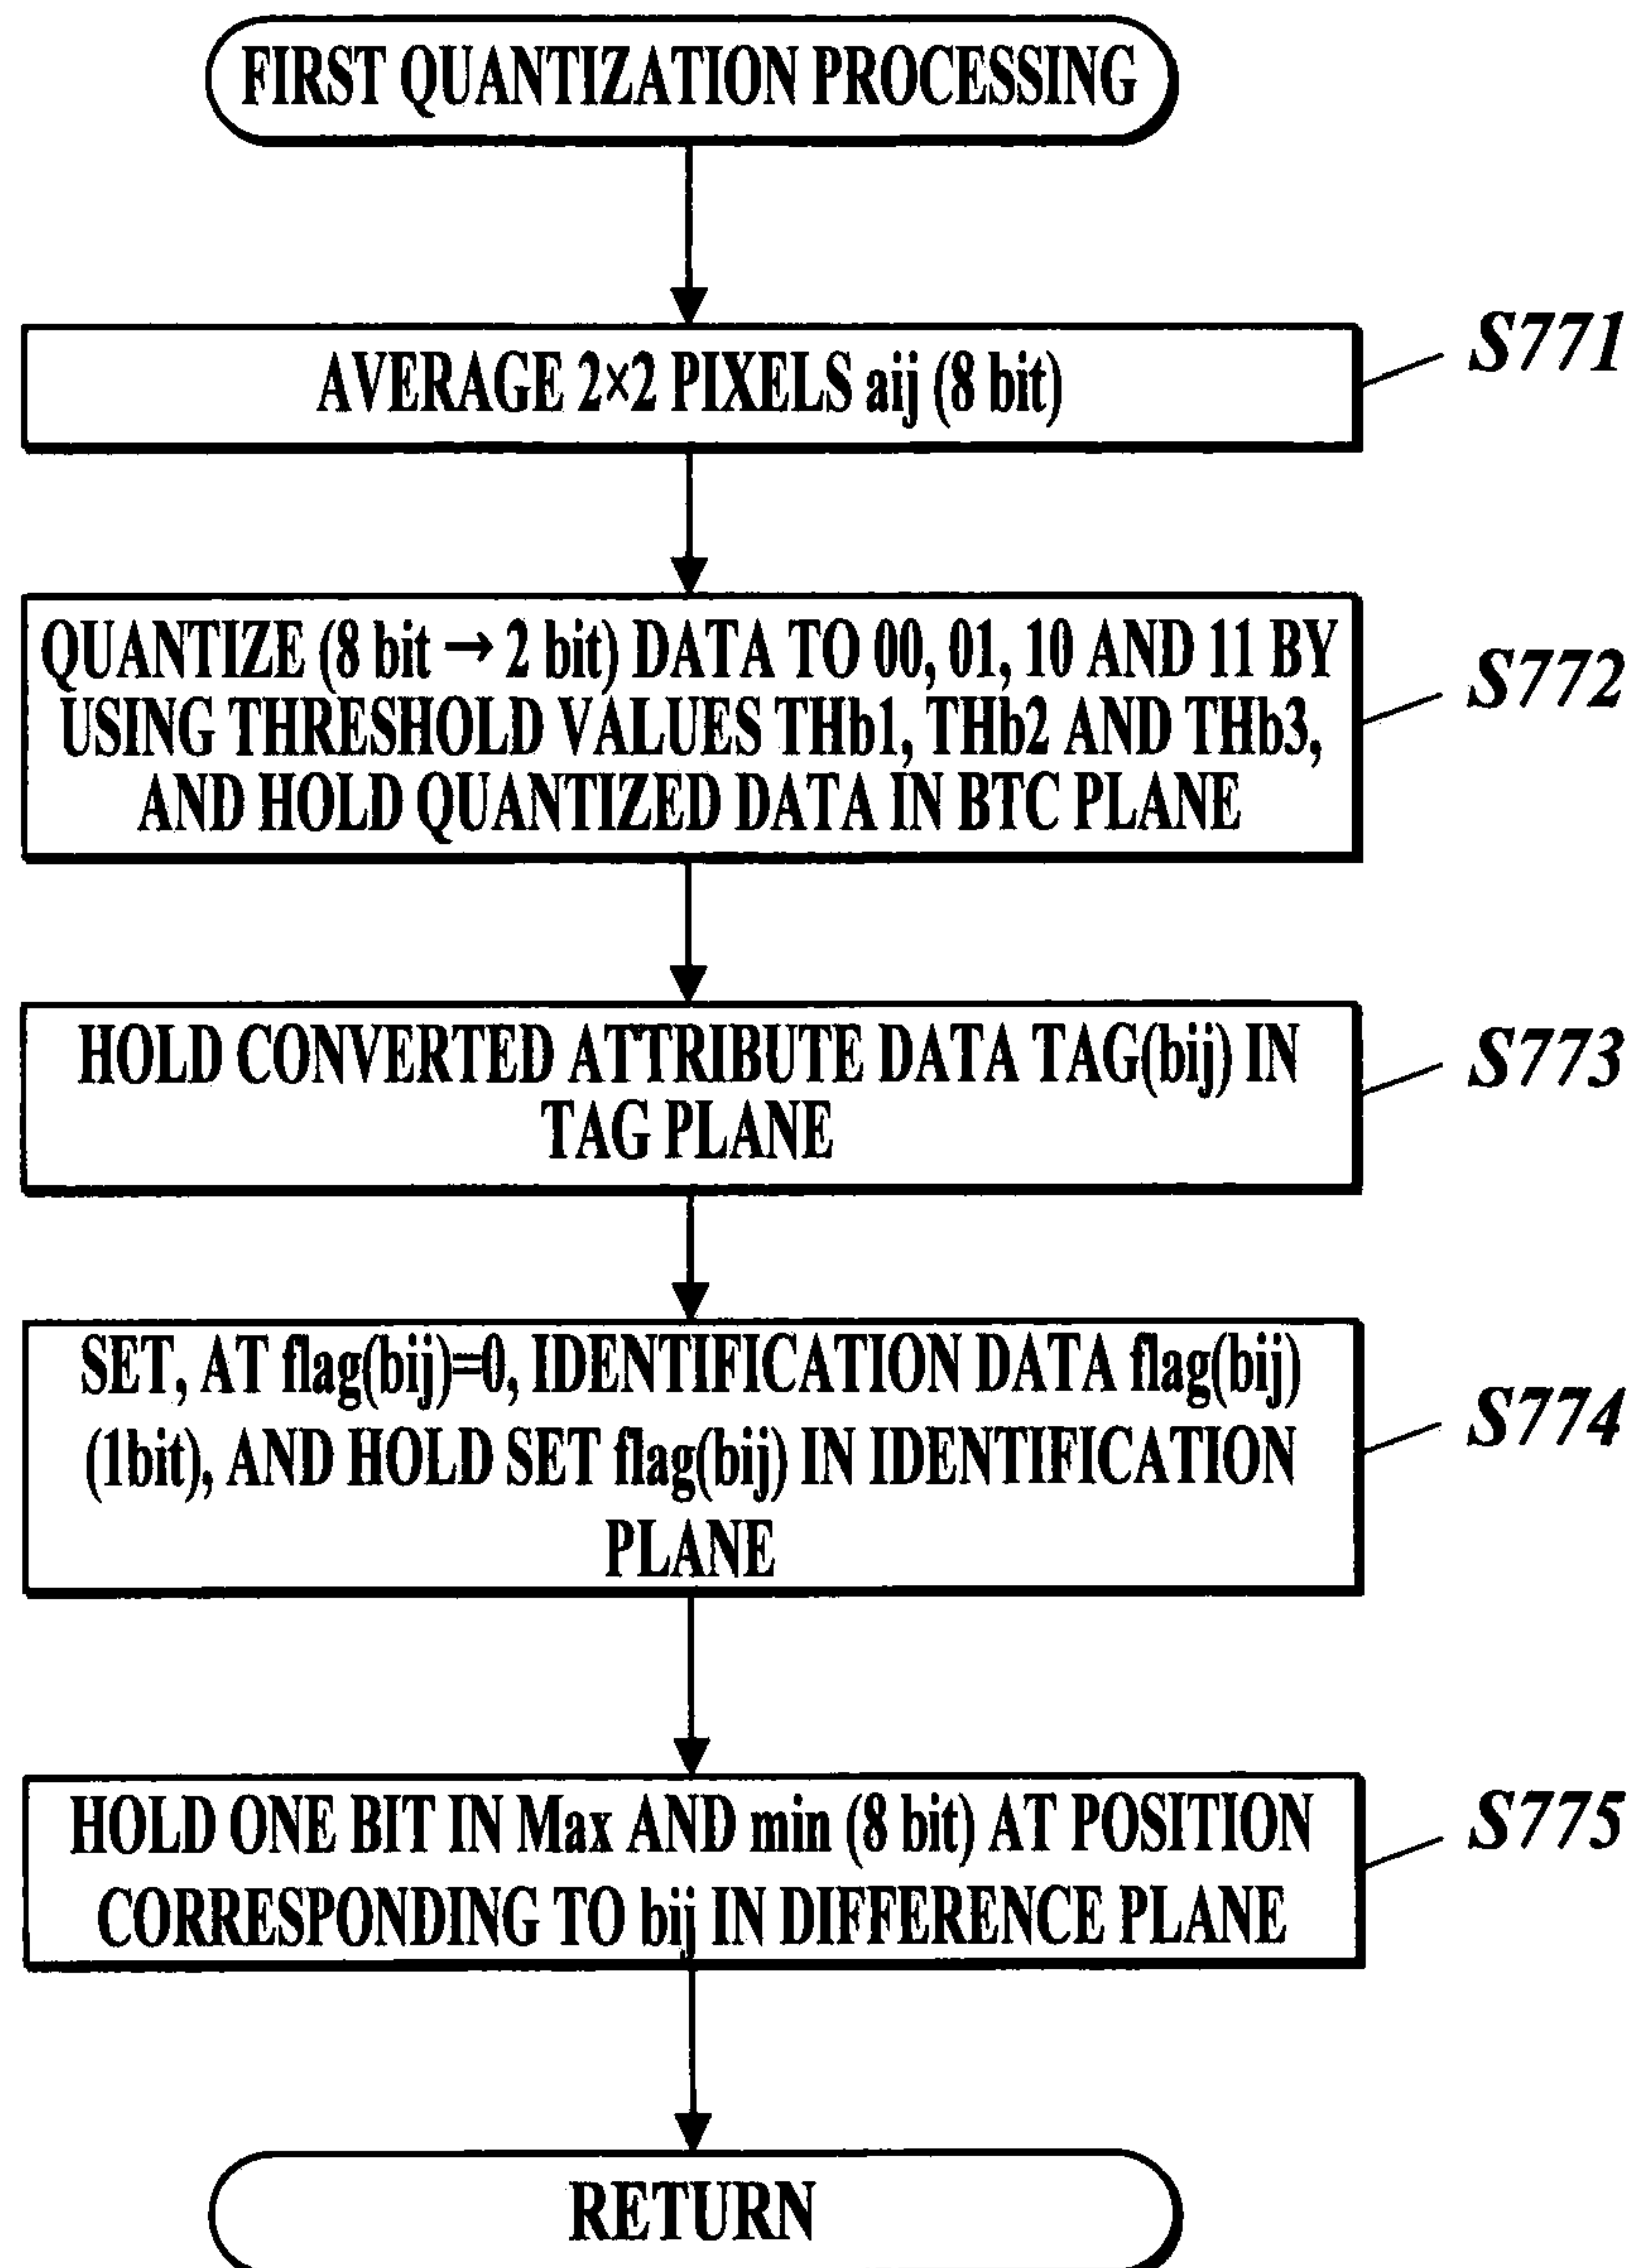 FIRST QUANTIZATION PROCESSING
AVERAGE 2×2 PIXELS aij (8 bit)
S771
QUANTIZE (8 bit → 2 bit) DATA TO 00, 01, 10 AND 11 BY
USING THRESHOLD VALUES THb1, THb2 AND THb3,
AND HOLD QUANTIZED DATA IN BTC PLANE
S772
HOLD CONVERTED ATTRIBUTE DATA TAG(bij) IN
TAG PLANE
S773
SET, AT flag(bij)=0, IDENTIFICATION DATA flag(bij)
(1bit), AND HOLD SET flag(bij) IN IDENTIFICATION
PLANE
S774
HOLD ONE BIT IN Max AND min (8 bit) AT POSITION
CORRESPONDING TO bij IN DIFFERENCE PLANE
S775
RETURN